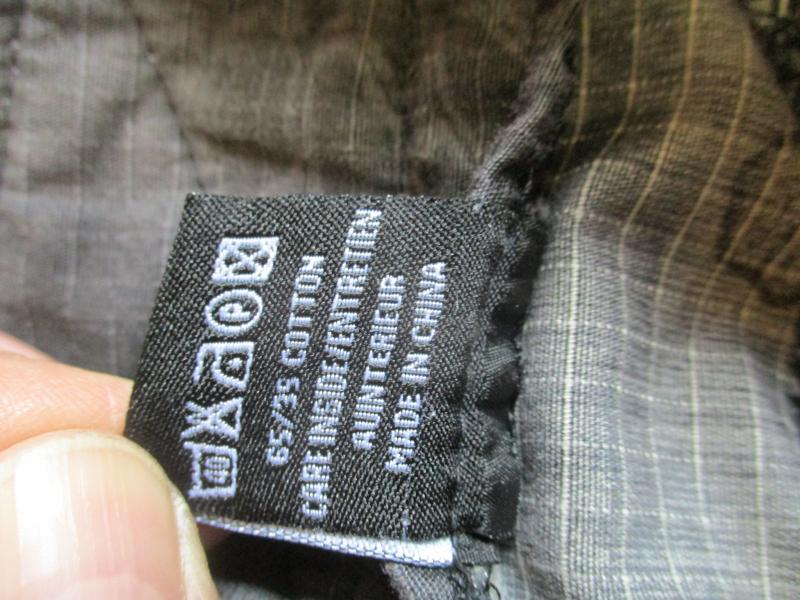 65/35 COTTON
CARE INSIDE/ENTRETIEN
AUINTERIEUR
MADE IN CHINA